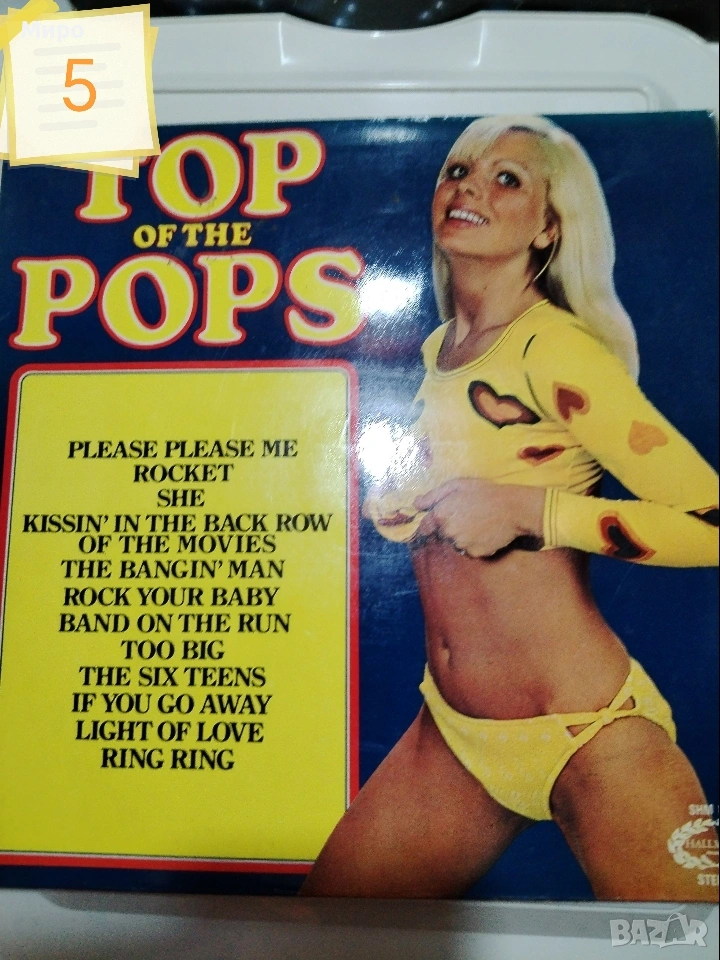 Миро
5
TOP
OF THE
POPS
PLEASE PLEASE ME
ROCKET
SHE
KISSIN' IN THE BACK ROW
OF THE MOVIES
THE BANGIN' MAN
ROCK YOUR BABY
BAND ON THE RUN
TOO BIG
THE SIX TEENS
IF YOU GO AWAY
LIGHT OF LOVE
RING RING
SHM
HALLM
STE
BAZAR